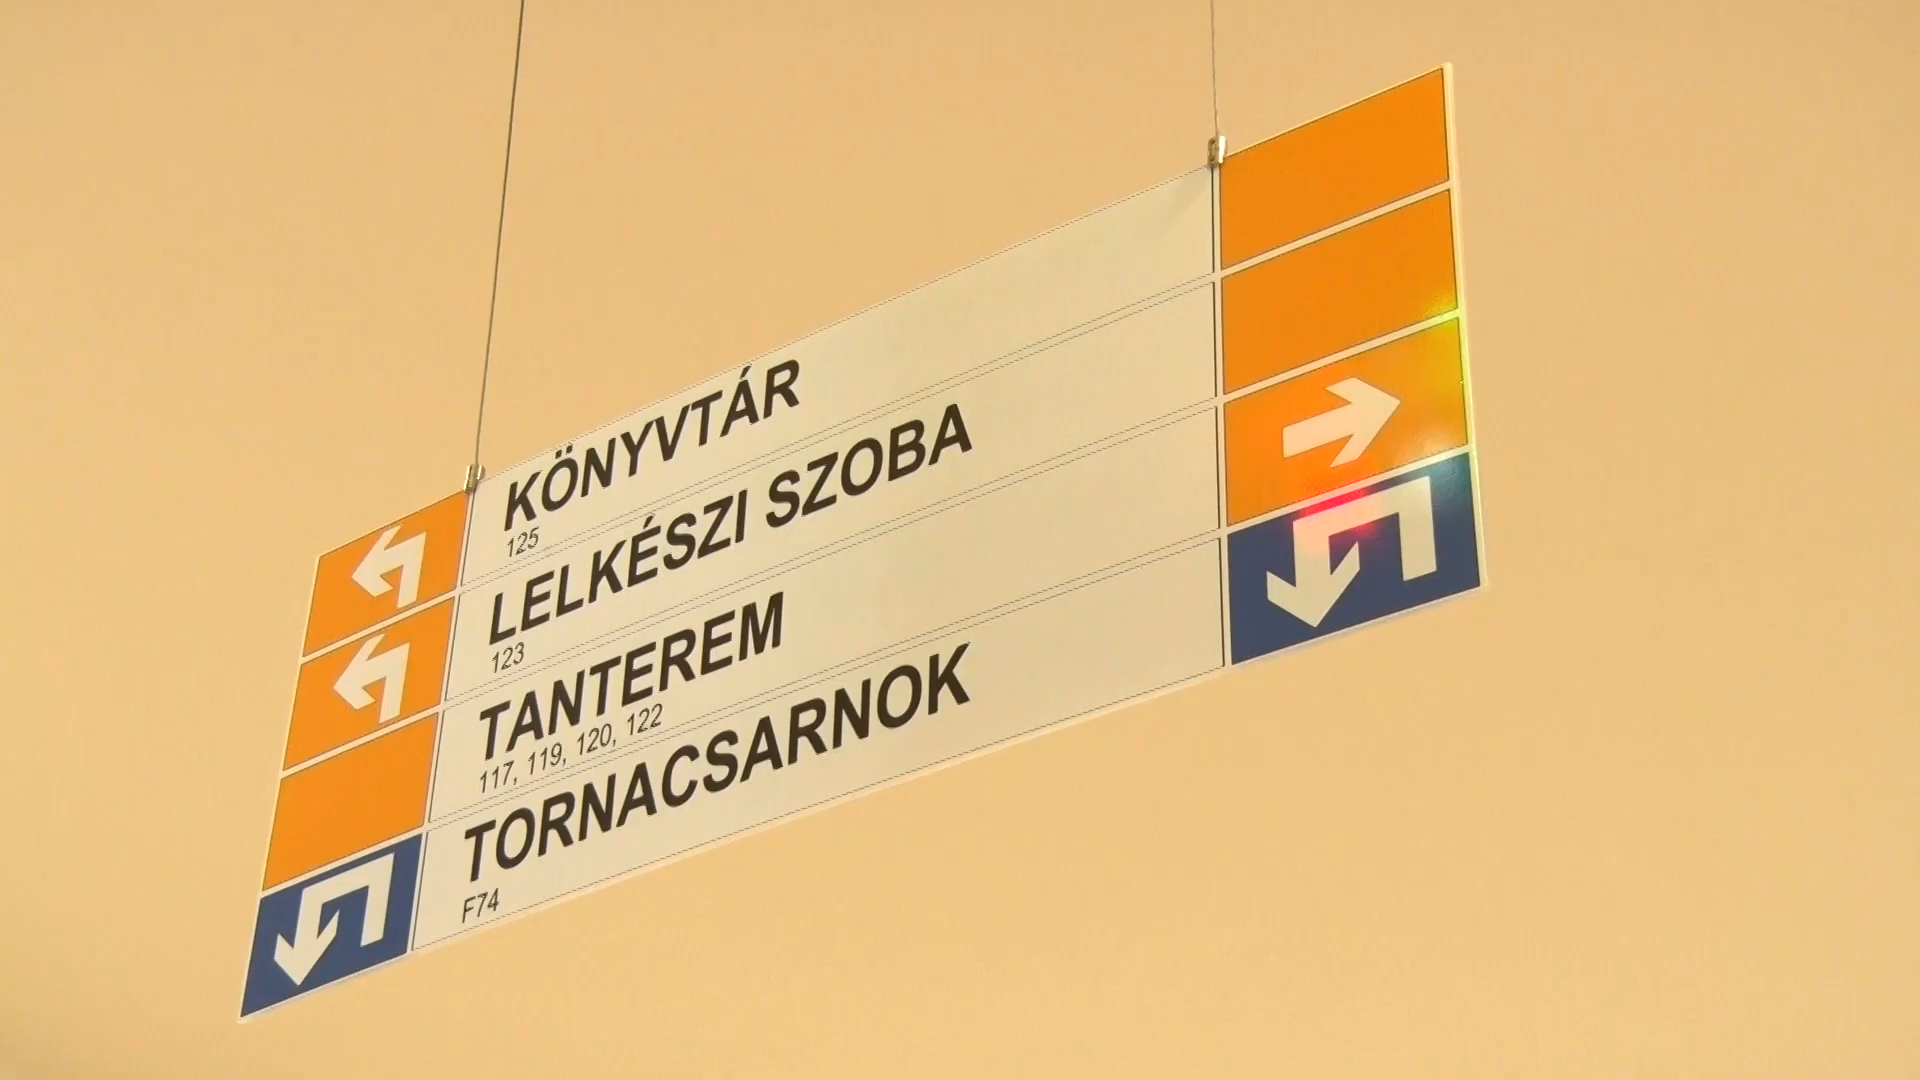 KÖNYVTÁR
125
LELKÉSZI SZOBA
123
TANTEREM
117, 119, 120, 122
TORNACSARNOK
F74